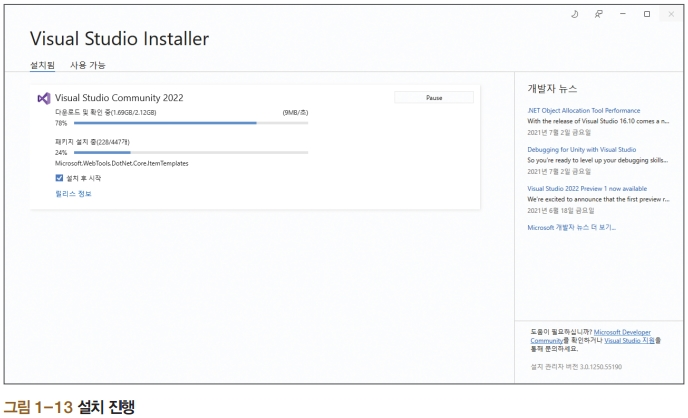 Visual Studio Installer
설치됨 사용 가능
Visual Studio Community 2022
Pause
다운로드 및 확인 중(1.69GB/2.12GB) (9MB/초)
78%
패키지 설치 중(228/447개)
24%
Microsoft.WebTools.DotNet.Core.ItemTemplates
설치 후 시작
릴리스 정보
개발자 뉴스
.NET Object Allocation Tool Performance
With the release of Visual Studio 16.10 comes a n...
2021년 7월 2일 금요일
Debugging for Unity with Visual Studio
So you're ready to level up your debugging skills...
2021년 7월 2일 금요일
Visual Studio 2022 Preview 1 now available
We're excited to announce that the first preview r...
2021년 6월 18일 금요일
Microsoft 개발자 뉴스 더 보기...
도움이 필요하십니까? Microsoft Developer
Community를 확인하거나 Visual Studio 지원을
통해 문의하세요.
설치 관리자 버전 3.0.1250.55190
그림 1-13 설치 진행